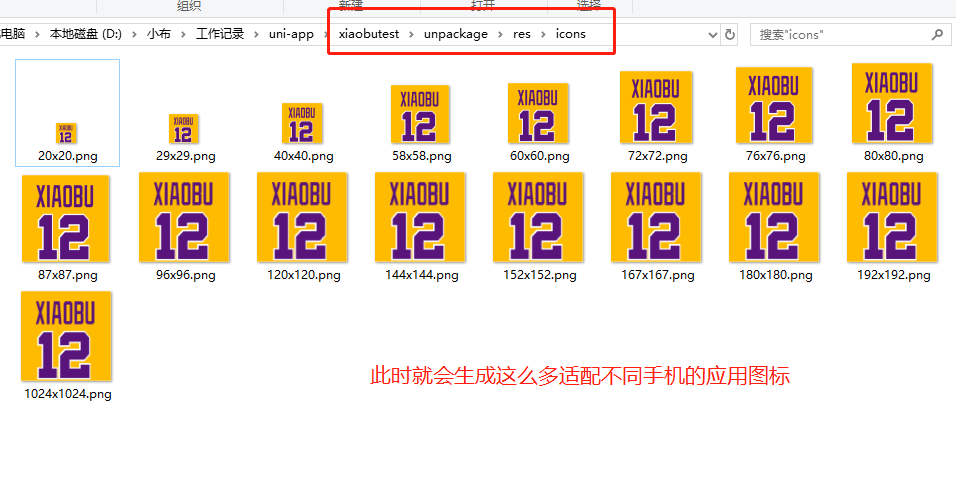 组织 新建 打开 选择
电脑 › 本地磁盘 (D:) › 小布 › 工作记录 › uni-app › xiaobutest › unpackage › res › icons 搜索"icons"
XIAOBU 12 XIAOBU 12 XIAOBU 12 XIAOBU 12 XIAOBU 12 XIAOBU 12 XIAOBU 12 XIAOBU 12
20x20.png 29x29.png 40x40.png 58x58.png 60x60.png 72x72.png 76x76.png 80x80.png
XIAOBU 12 XIAOBU 12 XIAOBU 12 XIAOBU 12 XIAOBU 12 XIAOBU 12 XIAOBU 12 XIAOBU 12
87x87.png 96x96.png 120x120.png 144x144.png 152x152.png 167x167.png 180x180.png 192x192.png
XIAOBU 12
1024x1024.png
此时就会生成这么多适配不同手机的应用图标